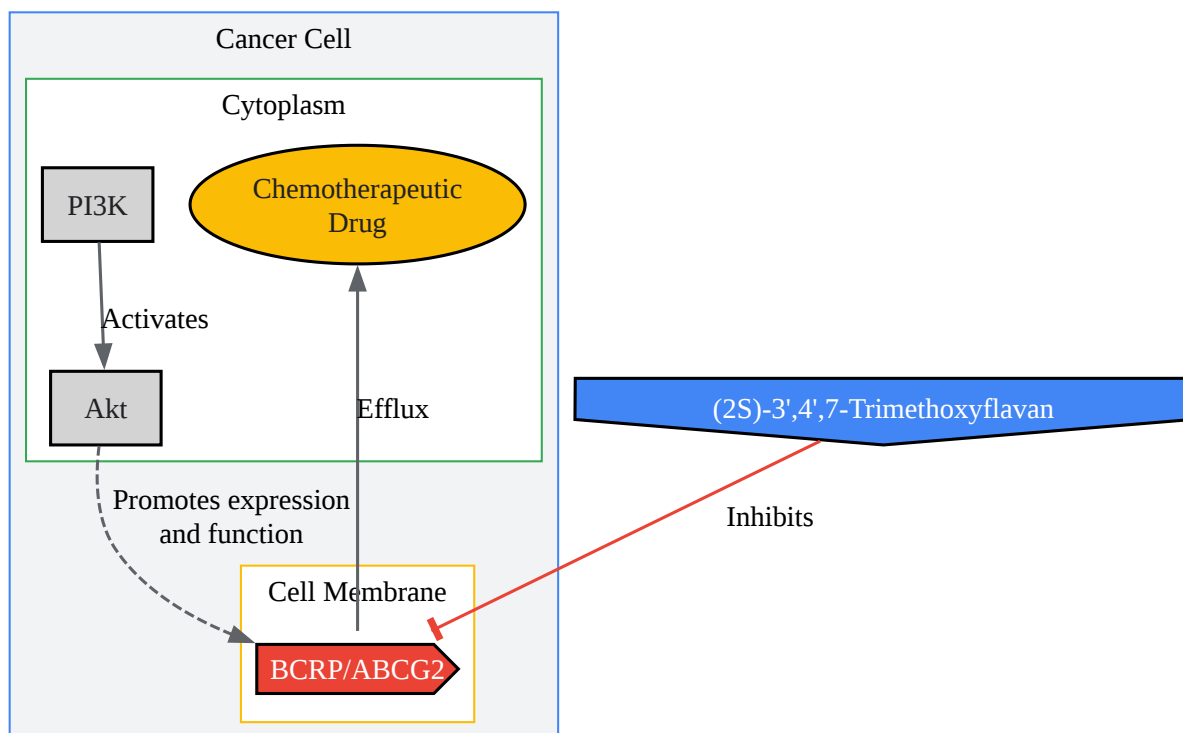 Cancer Cell
Cytoplasm
PI3K
Chemotherapeutic
Drug
Activates
Akt
Efflux
(2S)-3',4',7-Trimethoxyflavan
Promotes expression
and function
Inhibits
Cell Membrane
BCRP/ABCG2